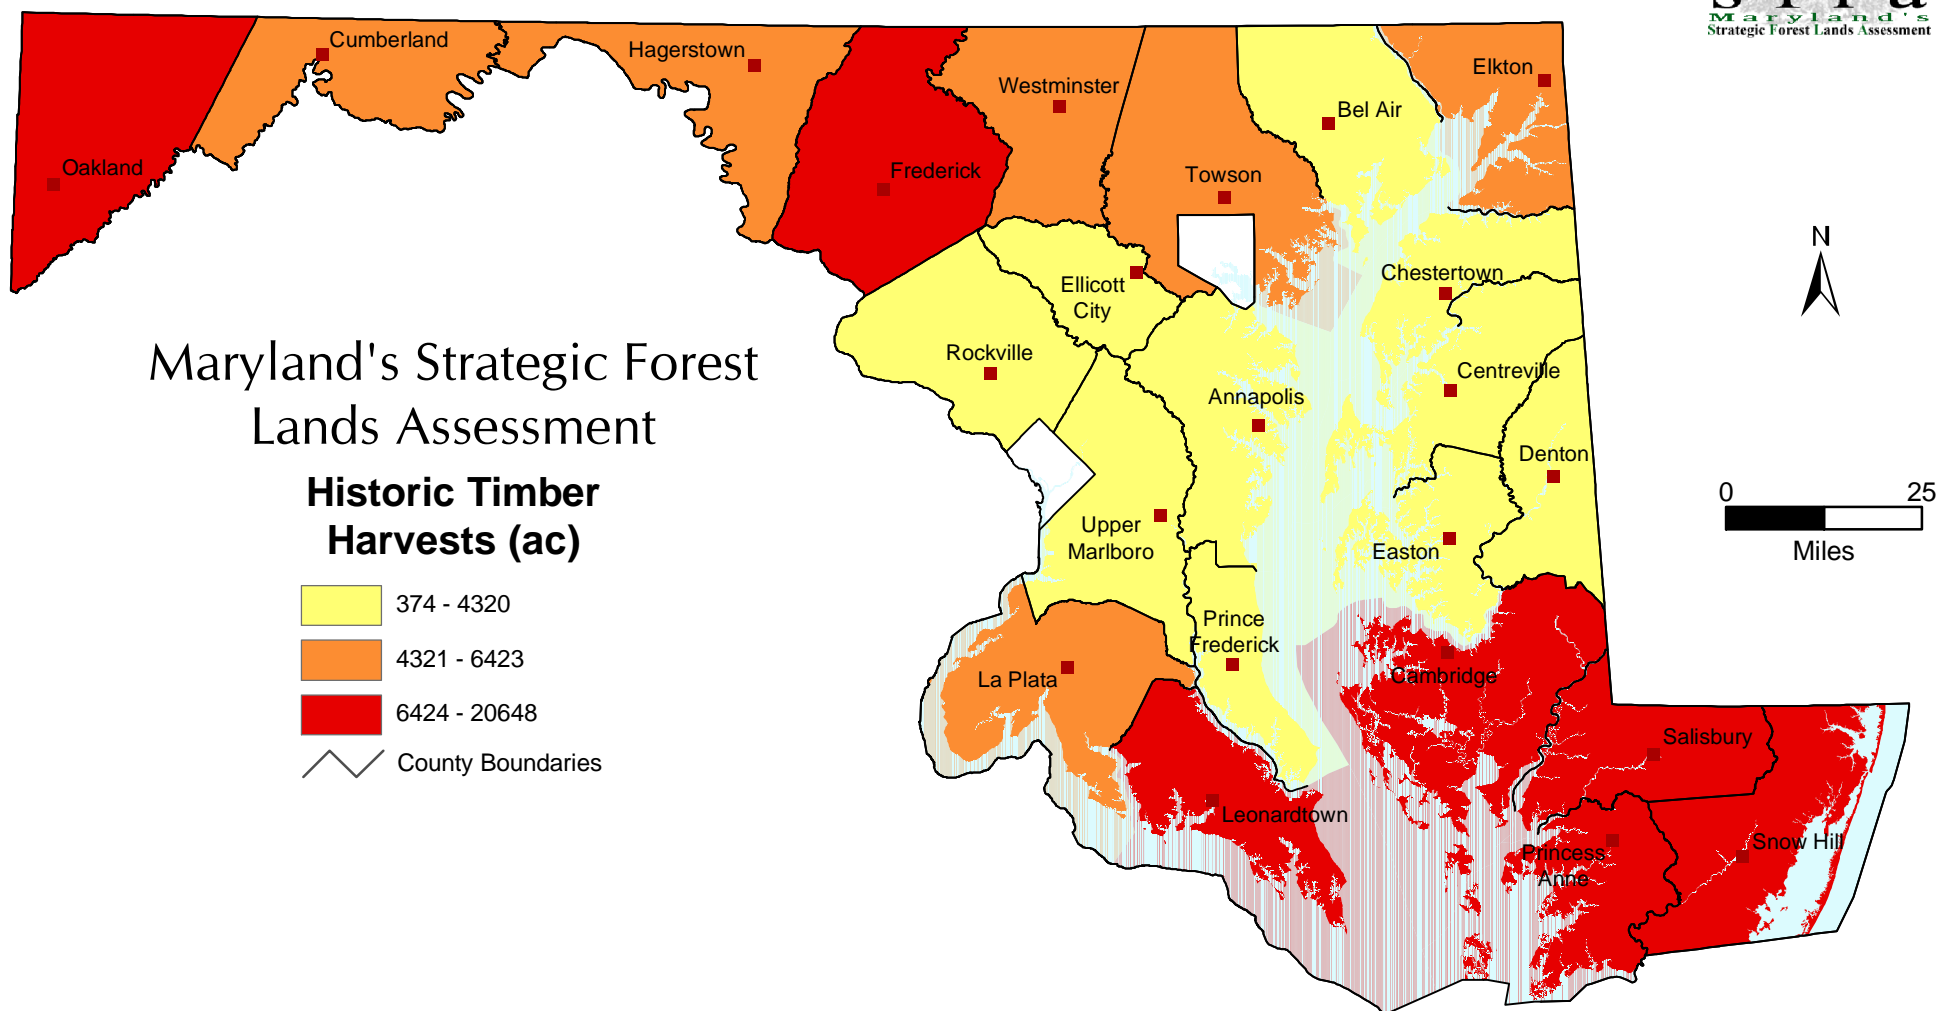 sfla
Maryland's
Strategic Forest Lands Assessment
Cumberland
Hagerstown
Westminster
Elkton
Bel Air
Oakland
Frederick
Towson
N
Chestertown
Ellicott
City
Rockville
Centreville
Annapolis
Denton
Maryland's Strategic Forest
Lands Assessment
Historic Timber
Harvests (ac)
374 - 4320
4321 - 6423
6424 - 20648
County Boundaries
0 25
Miles
Upper
Marlboro
Easton
Prince
Frederick
La Plata
Cambridge
Salisbury
Leonardtown
Snow Hill
Princess
Anne